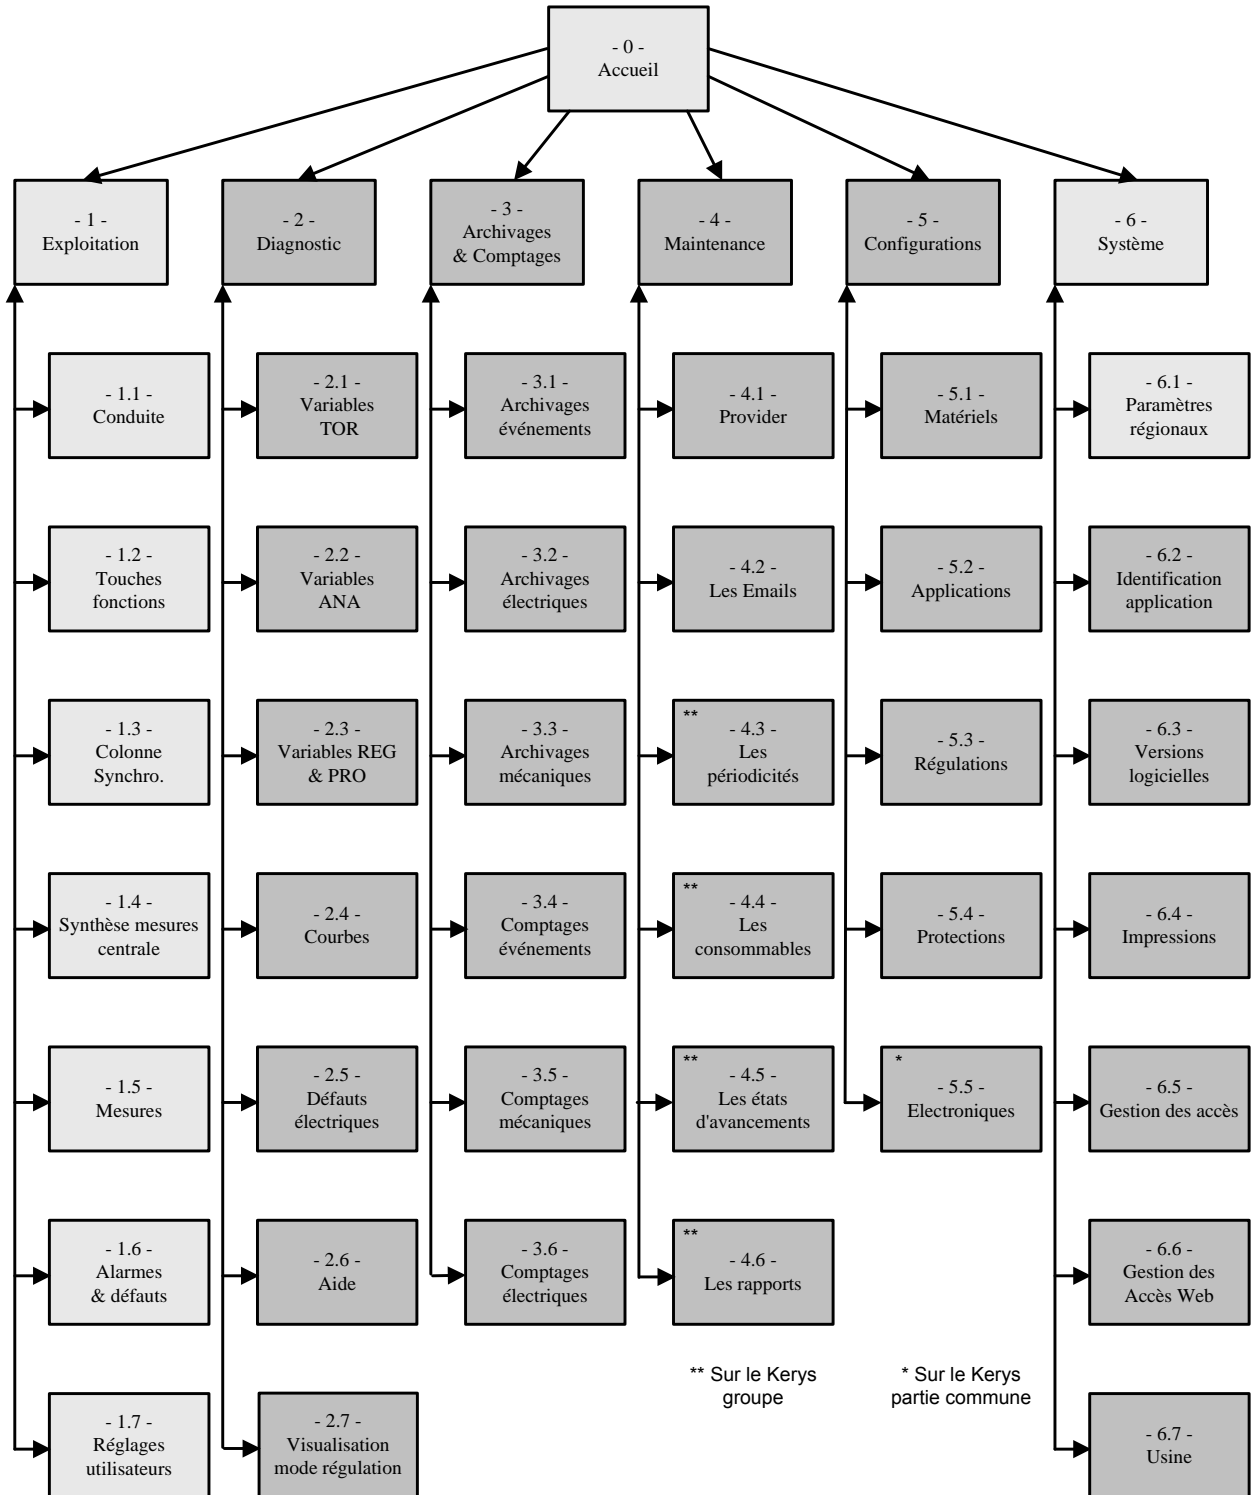 - 0 -
Accueil
- 1 -
Exploitation
- 2 -
Diagnostic
- 3 -
Archivages
& Comptages
- 4 -
Maintenance
- 5 -
Configurations
- 6 -
Système
- 1.1 -
Conduite
- 2.1 -
Variables
TOR
- 3.1 -
Archivages
événements
- 4.1 -
Provider
- 5.1 -
Matériels
- 6.1 -
Paramètres
régionaux
- 1.2 -
Touches
fonctions
- 2.2 -
Variables
ANA
- 3.2 -
Archivages
électriques
- 4.2 -
Les Emails
- 5.2 -
Applications
- 6.2 -
Identification
application
- 1.3 -
Colonne
Synchro.
- 2.3 -
Variables REG
& PRO
- 3.3 -
Archivages
mécaniques
**
- 4.3 -
Les
périodicités
- 5.3 -
Régulations
- 6.3 -
Versions
logicielles
- 1.4 -
Synthèse mesures
centrale
- 2.4 -
Courbes
- 3.4 -
Comptages
événements
**
- 4.4 -
Les
consommables
- 5.4 -
Protections
- 6.4 -
Impressions
- 1.5 -
Mesures
- 2.5 -
Défauts
électriques
- 3.5 -
Comptages
mécaniques
**
- 4.5 -
Les états
d'avancements
*
- 5.5 -
Electroniques
- 6.5 -
Gestion des accès
- 1.6 -
Alarmes
& défauts
- 2.6 -
Aide
- 3.6 -
Comptages
électriques
**
- 4.6 -
Les rapports
- 6.6 -
Gestion des
Accès Web
** Sur le Kerys
groupe
* Sur le Kerys
partie commune
- 1.7 -
Réglages
utilisateurs
- 2.7 -
Visualisation
mode régulation
- 6.7 -
Usine